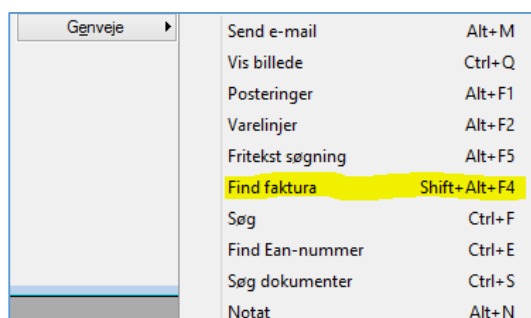 Genveje
Send e-mail Alt+M
Vis billede Ctrl+Q
Posteringer Alt+F1
Varelinjer Alt+F2
Fritekst søgning Alt+F5
Find faktura Shift+Alt+F4
Søg Ctrl+F
Find Ean-nummer Ctrl+E
Søg dokumenter Ctrl+S
Notat Alt+N